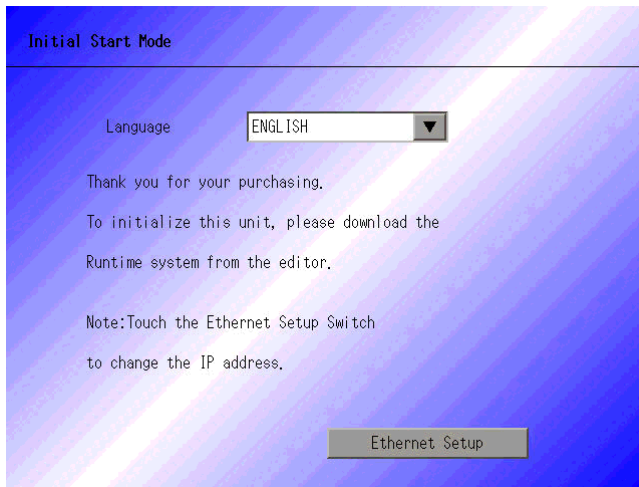 Initial Start Mode
Language ENGLISH
Thank you for your purchasing.
To initialize this unit, please download the
Runtime system from the editor.
Note:Touch the Ethernet Setup Switch
to change the IP address.
Ethernet Setup